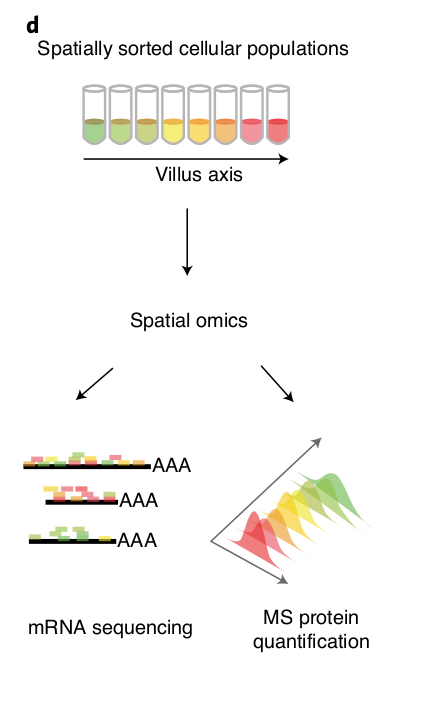 d
Spatially sorted cellular populations
Villus axis
Spatial omics
AAA
AAA
AAA
mRNA sequencing
MS protein
quantification